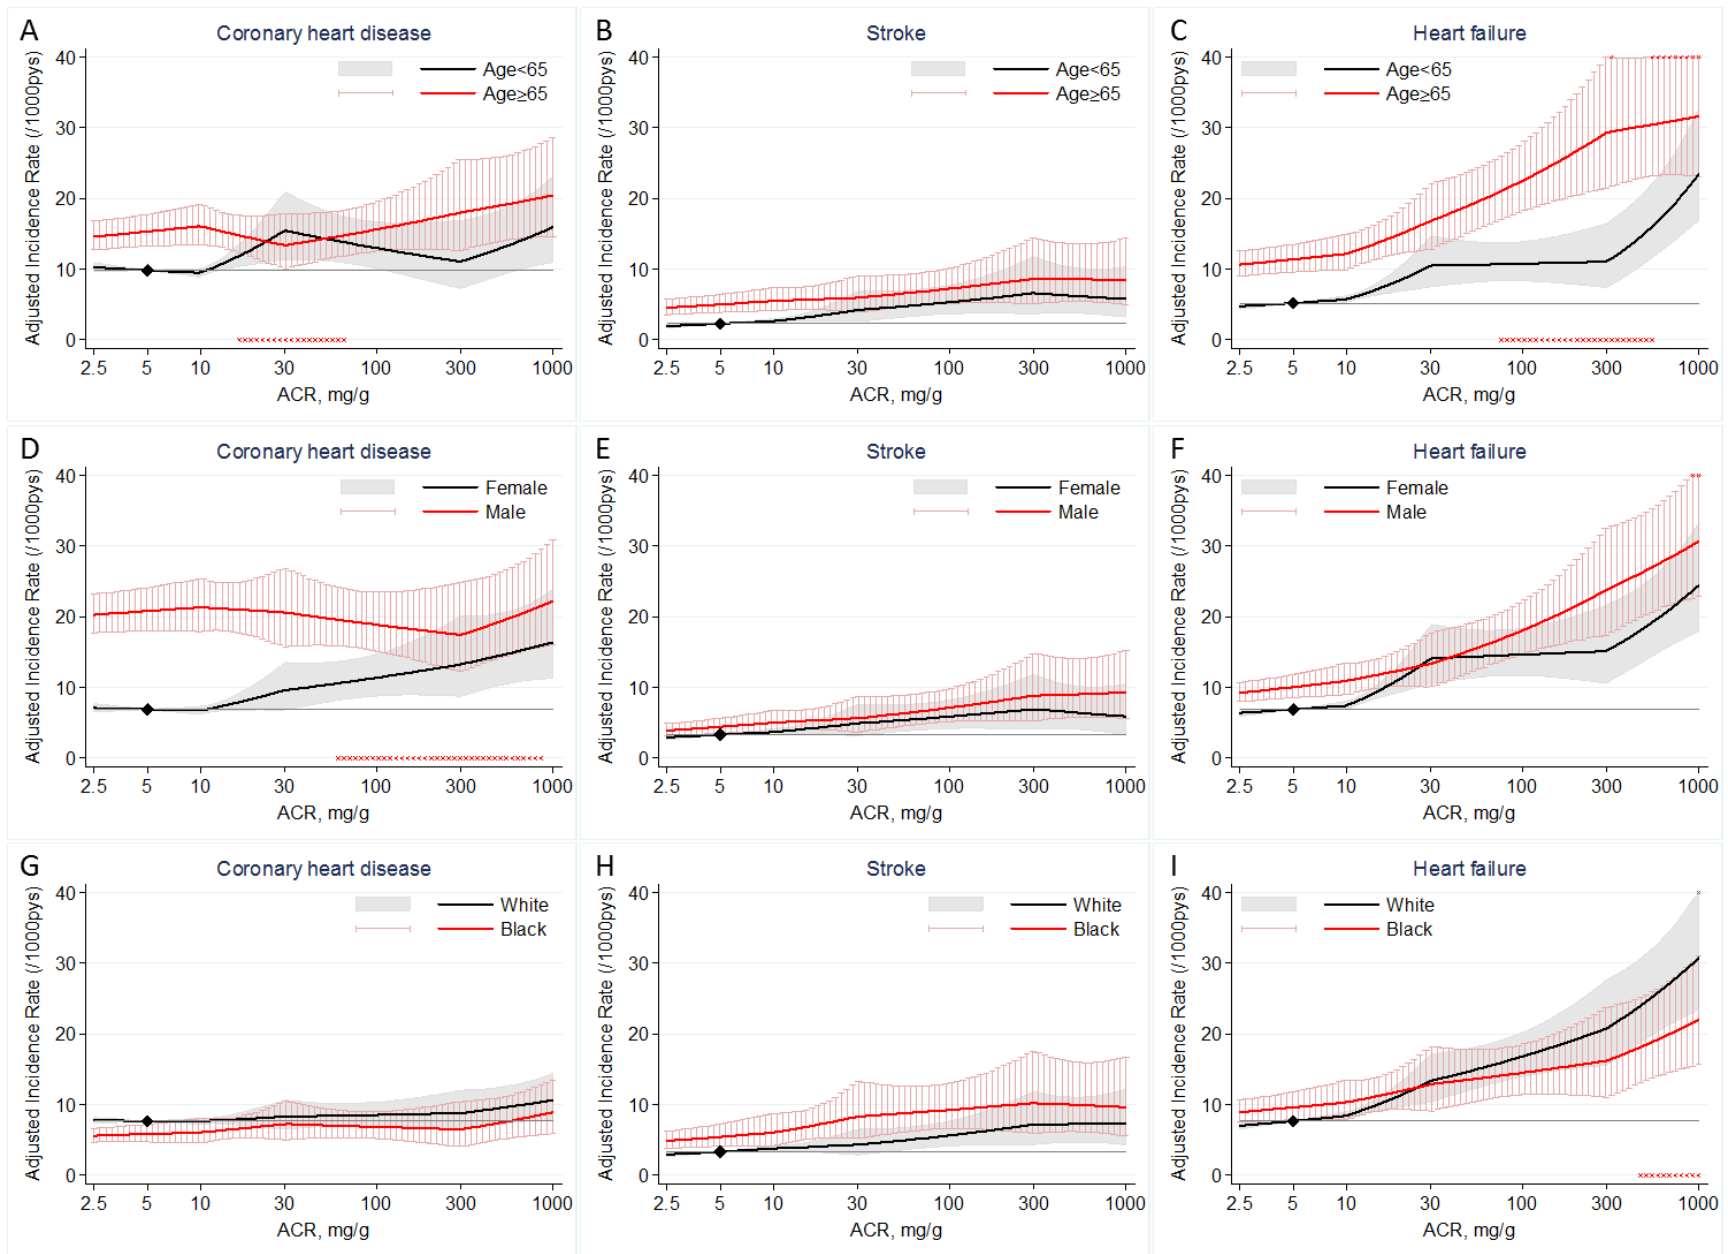 A
Coronary heart disease
Adjusted Incidence Rate (/1000pys)
40
30
20
10
0
Age<65
Age≥65
2.5 5 10 30 100 300 1000
ACR, mg/g
B
Stroke
Adjusted Incidence Rate (/1000pys)
40
30
20
10
0
Age<65
Age≥65
2.5 5 10 30 100 300 1000
ACR, mg/g
C
Heart failure
Adjusted Incidence Rate (/1000pys)
40
30
20
10
0
Age<65
Age≥65
2.5 5 10 30 100 300 1000
ACR, mg/g
D
Coronary heart disease
Adjusted Incidence Rate (/1000pys)
40
30
20
10
0
Female
Male
2.5 5 10 30 100 300 1000
ACR, mg/g
E
Stroke
Adjusted Incidence Rate (/1000pys)
40
30
20
10
0
Female
Male
2.5 5 10 30 100 300 1000
ACR, mg/g
F
Heart failure
Adjusted Incidence Rate (/1000pys)
40
30
20
10
0
Female
Male
2.5 5 10 30 100 300 1000
ACR, mg/g
G
Coronary heart disease
Adjusted Incidence Rate (/1000pys)
40
30
20
10
0
White
Black
2.5 5 10 30 100 300 1000
ACR, mg/g
H
Stroke
Adjusted Incidence Rate (/1000pys)
40
30
20
10
0
White
Black
2.5 5 10 30 100 300 1000
ACR, mg/g
I
Heart failure
Adjusted Incidence Rate (/1000pys)
40
30
20
10
0
White
Black
2.5 5 10 30 100 300 1000
ACR, mg/g